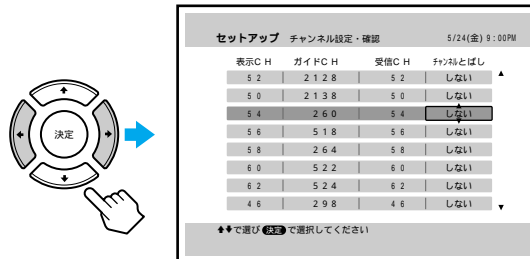 セットアップ チャンネル設定・確認 5/24(金) 9:00PM
表示CH ガイドCH 受信CH チャンネルとばし
52 2128 52 しない
50 2138 50 しない
54 260 54 しない
決定
56 518 56 しない
58 264 58 しない
60 522 60 しない
62 524 62 しない
46 298 46 しない
で選び 決定 で選択してください